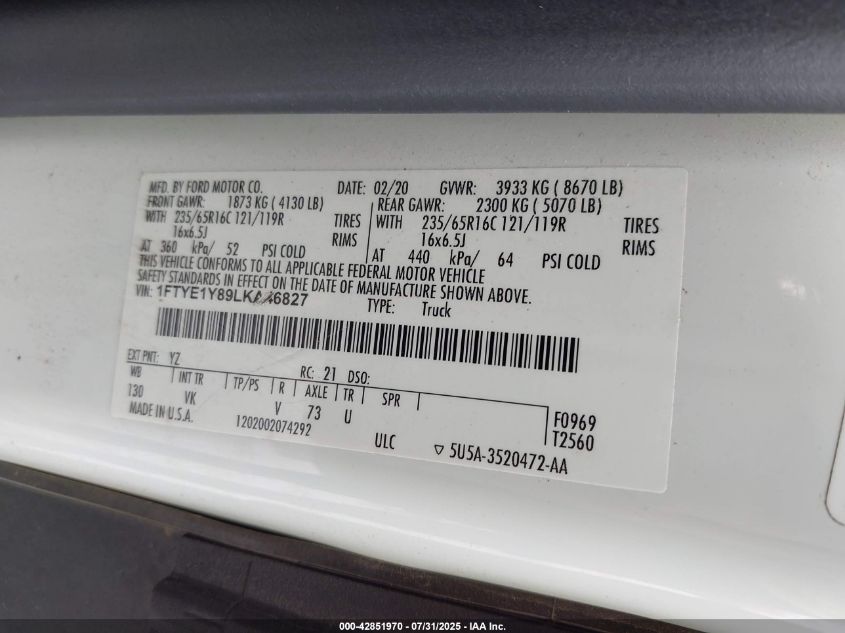 MFD. BY FORD MOTOR CO. DATE: 02/20 GVWR: 3933 KG ( 8670 LB)
FRONT GAWR: 1873 KG ( 4130 LB) REAR GAWR: 2300 KG ( 5070 LB)
WITH 235/65R16C 121/119R TIRES WITH 235/65R16C 121/119R TIRES
16x6.5J RIMS 16x6.5J RIMS
AT 360 kPa/ 52 PSI COLD AT 440 kPa/ 64 PSI COLD
THIS VEHICLE CONFORMS TO ALL APPLICABLE FEDERAL MOTOR VEHICLE
SAFETY STANDARDS IN EFFECT ON THE DATE OF MANUFACTURE SHOWN ABOVE.
VIN: TYPE: Truck
EXT PNT: YZ RC: 21 DSO:
WB INT TR TP/PS R AXLE TR SPR
130 VK V 73 U F0969
MADE IN U.S.A. 1202002074292 T2560
ULC ▽ 5U5A-3520472-AA
000-42851970 - 07/31/2025 - IAA Inc.